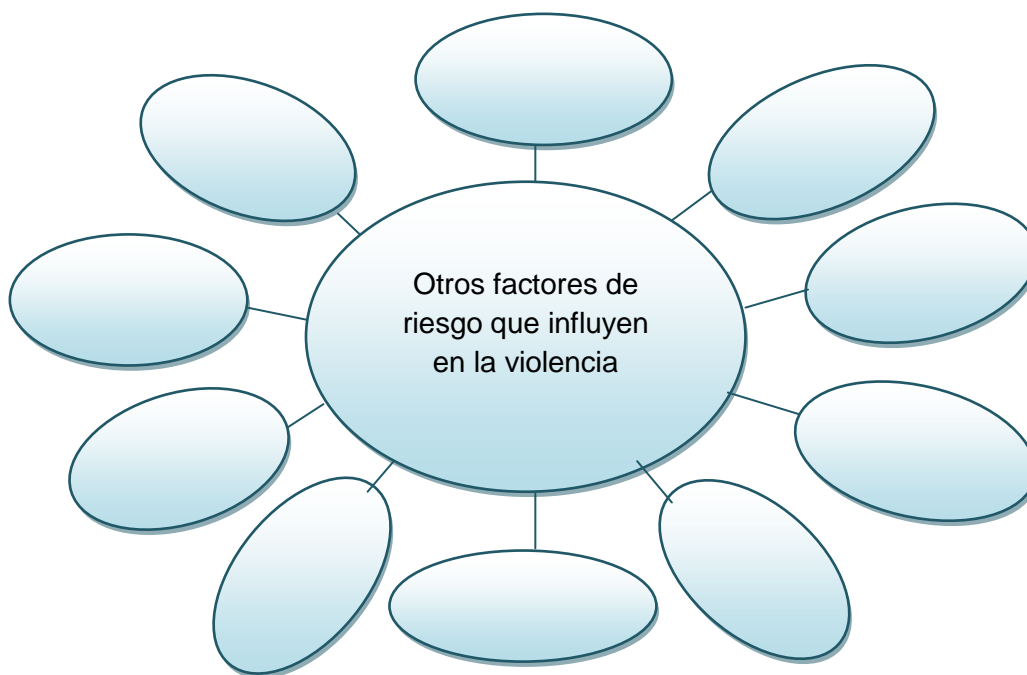 Otros factores de
riesgo que influyen
en la violencia